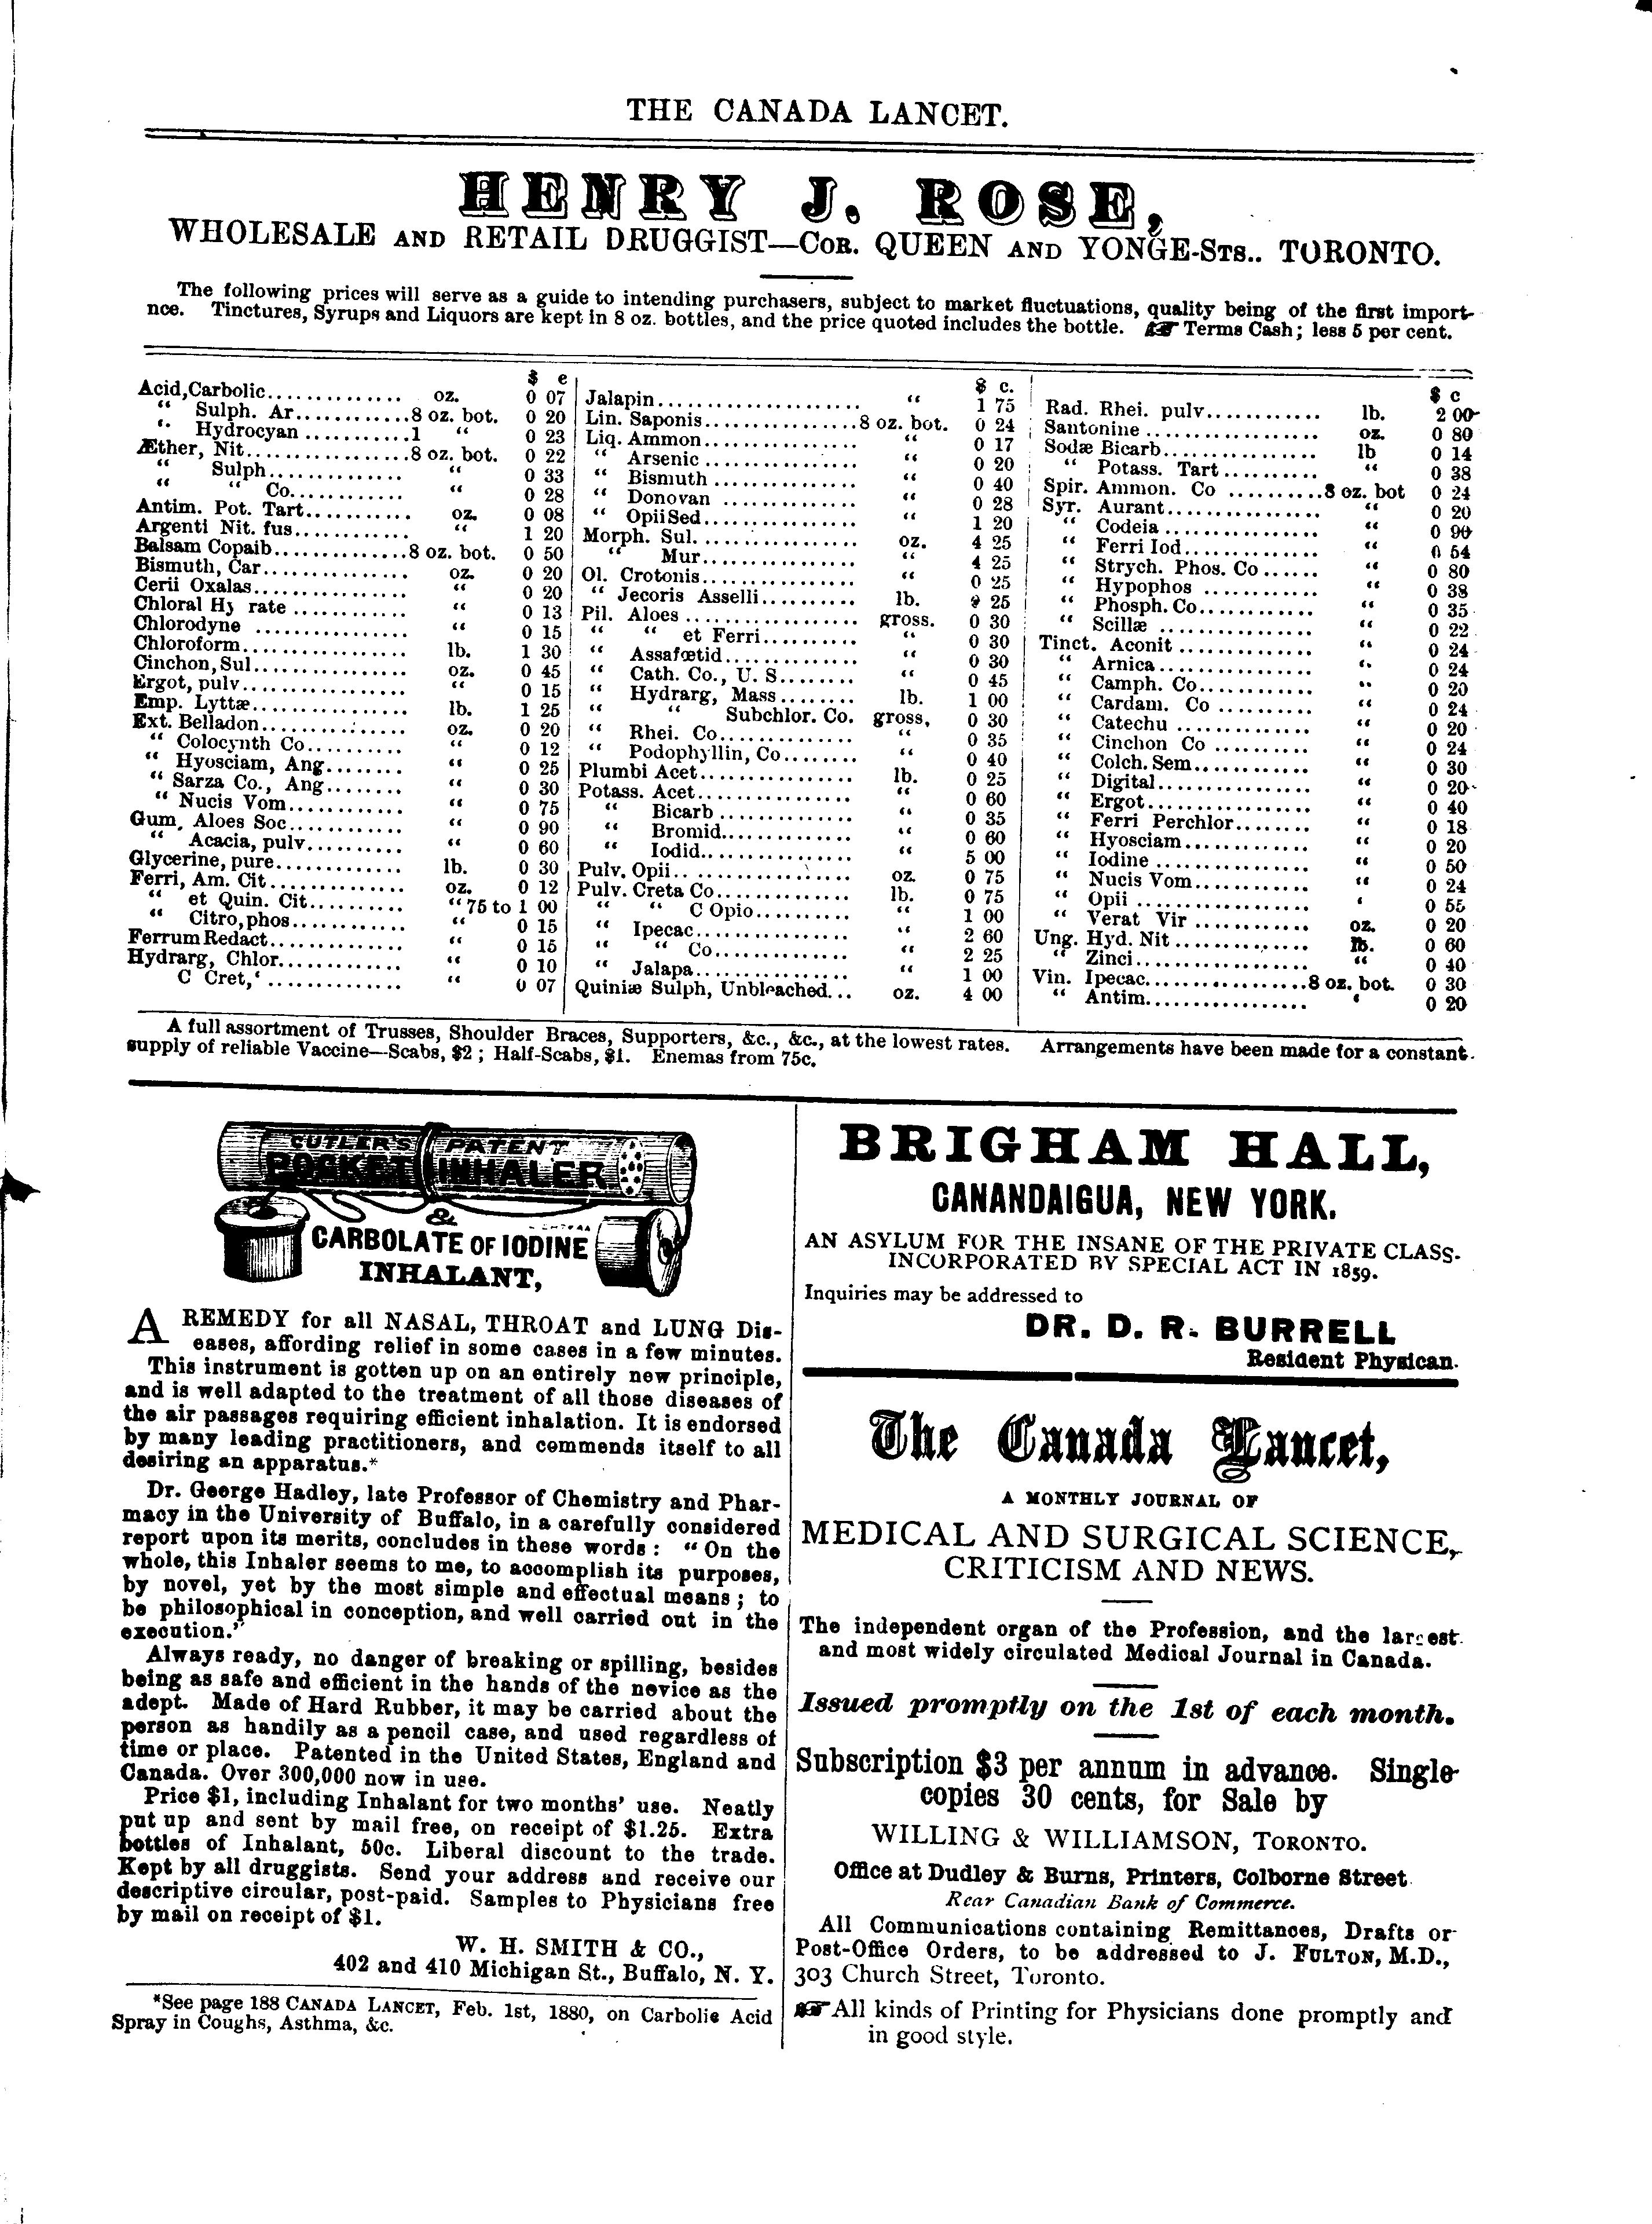 THE CANADA LANCET.
HENRY J. ROSE,
WHOLESALE AND RETAIL DRUGGIST—COR. QUEEN AND YONGE-STS.. TORONTO.
The following prices will serve as a guide to intending purchasers, subject to market fluctuations, quality being of the first import-
nce. Tinctures, Syrups and Liquors are kept in 8 oz. bottles, and the price quoted includes the bottle. ☞ Terms Cash; less 5 per cent.
$ e
Acid,Carbolic.............. oz. 0 07
“ Sulph. Ar...........8 oz. bot. 0 20
“ Hydrocyan ...........1 “ 0 23
Æther, Nit................8 oz. bot. 0 22
“ Sulph............. “ 0 33
“ “ Co............ “ 0 28
Antim. Pot. Tart........... oz. 0 08
Argenti Nit. fus............ “ 1 20
Balsam Copaib.............8 oz. bot. 0 50
Bismuth, Car............... oz. 0 20
Cerii Oxalas................ “ 0 20
Chloral Hy rate ............ “ 0 13
Chlorodyne ................ “ 0 15
Chloroform................. lb. 1 30
Cinchon,Sul................ oz. 0 45
Ergot, pulv................. “ 0 15
Emp. Lyttæ................ lb. 1 25
Ext. Belladon............... oz. 0 20
“ Colocynth Co.......... “ 0 12
“ Hyosciam, Ang........ “ 0 25
“ Sarza Co., Ang........ “ 0 30
“ Nucis Vom............ “ 0 75
Gum, Aloes Soc............ “ 0 90
“ Acacia, pulv.......... “ 0 60
Glycerine, pure............. lb. 0 30
Ferri, Am. Cit.............. oz. 0 12
“ et Quin. Cit.......... “ 75 to 1 00
“ Citro,phos............ “ 0 15
Ferrum Redact.............. “ 0 15
Hydrarg, Chlor............. “ 0 10
C Cret,‘.............. “ 0 07
$ c.
Jalapin..................... “ 1 75
Lin. Saponis................8 oz. bot. 0 24
Liq. Ammon................ “ 0 17
“ Arsenic ................ “ 0 20
“ Bismuth ............... “ 0 40
“ Donovan .............. “ 0 28
“ OpiiSed................ “ 1 20
Morph. Sul................. oz. 4 25
“ Mur............... “ 4 25
Ol. Crotonis................ “ 0 25
“ Jecoris Asselli.......... lb. 25
Pil. Aloes .................. gross. 0 30
“ “ et Ferri.......... “ 0 30
“ Assafœtid.............. “ 0 30
“ Cath. Co., U. S........ “ 0 45
“ Hydrarg, Mass........ lb. 1 00
“ “ Subchlor. Co. gross, 0 30
“ Rhei. Co.............. “ 0 35
“ Podophyllin, Co........ “ 0 40
Plumbi Acet................ lb. 0 25
Potass. Acet................ “ 0 60
“ Bicarb .............. “ 0 35
“ Bromid.............. “ 0 60
“ Iodid................ “ 5 00
Pulv. Opii.................. oz. 0 75
Pulv. Creta Co.............. lb. 0 75
“ “ C Opio.......... “ 1 00
“ Ipecac................ “ 2 60
“ “ Co.............. “ 2 25
“ Jalapa................ “ 1 00
Quiniæ Sulph, Unbleached... oz. 4 00
$ c
Rad. Rhei. pulv............ lb. 2 00
Santonine .................. oz. 0 80
Sodæ Bicarb................ lb 0 14
“ Potass. Tart .......... “ 0 38
Spir. Ammon. Co ..........8 oz. bot 0 24
Syr. Aurant................ “ 0 20
“ Codeia ................ “ 0 90
“ Ferri Iod.............. “ 0 54
“ Strych. Phos. Co ...... “ 0 80
“ Hypophos ............ “ 0 38
“ Phosph. Co............ “ 0 35
“ Scillæ ................ “ 0 22
Tinct. Aconit .............. “ 0 24
“ Arnica................ “ 0 24
“ Camph. Co............ “ 0 20
“ Cardam. Co .......... “ 0 24
“ Catechu .............. “ 0 20
“ Cinchon Co .......... “ 0 24
“ Colch. Sem............ “ 0 30
“ Digital................ “ 0 20
“ Ergot.................. “ 0 40
“ Ferri Perchlor........ “ 0 18
“ Hyosciam............. “ 0 20
“ Iodine ................ “ 0 50
“ Nucis Vom............ “ 0 24
“ Opii .................. ‘ 0 55
“ Verat Vir ............ oz. 0 20
Ung. Hyd. Nit.............. lb. 0 60
“ Zinci.................. “ 0 40
Vin. Ipecac.................8 oz. bot. 0 30
“ Antim................. ‘ 0 20
A full assortment of Trusses, Shoulder Braces, Supporters, &c., &c., at the lowest rates. Arrangements have been made for a constant
supply of reliable Vaccine—Scabs, $2 ; Half-Scabs, $1. Enemas from 75c.
CUTLER'S PATENT
POCKET INHALER
&
CARBOLATE OF IODINE
INHALANT,
A REMEDY for all NASAL, THROAT and LUNG Dis-
eases, affording relief in some cases in a few minutes.
This instrument is gotten up on an entirely new principle,
and is well adapted to the treatment of all those diseases of
the air passages requiring efficient inhalation. It is endorsed
by many leading practitioners, and commends itself to all
desiring an apparatus.*
Dr. George Hadley, late Professor of Chemistry and Phar-
macy in the University of Buffalo, in a carefully considered
report upon its merits, concludes in these words : “ On the
whole, this Inhaler seems to me, to accomplish its purposes,
by novel, yet by the most simple and effectual means ; to
be philosophical in conception, and well carried out in the
execution.”
Always ready, no danger of breaking or spilling, besides
being as safe and efficient in the hands of the novice as the
adept. Made of Hard Rubber, it may be carried about the
person as handily as a pencil case, and used regardless of
time or place. Patented in the United States, England and
Canada. Over 300,000 now in use.
Price $1, including Inhalant for two months’ use. Neatly
put up and sent by mail free, on receipt of $1.25. Extra
bottles of Inhalant, 50c. Liberal discount to the trade.
Kept by all druggists. Send your address and receive our
descriptive circular, post-paid. Samples to Physicians free
by mail on receipt of $1.
W. H. SMITH & CO.,
402 and 410 Michigan St., Buffalo, N. Y.
*See page 188 CANADA LANCET, Feb. 1st, 1880, on Carbolic Acid
Spray in Coughs, Asthma, &c.
BRIGHAM HALL,
CANANDAIGUA, NEW YORK.
AN ASYLUM FOR THE INSANE OF THE PRIVATE CLASS.
INCORPORATED BY SPECIAL ACT IN 1859.
Inquiries may be addressed to
DR. D. R. BURRELL
Resident Physican.
The Canada Lancet,
A MONTHLY JOURNAL OF
MEDICAL AND SURGICAL SCIENCE,
CRITICISM AND NEWS.
The independent organ of the Profession, and the largest
and most widely circulated Medical Journal in Canada.
Issued promptly on the 1st of each month.
Subscription $3 per annum in advance. Single
copies 30 cents, for Sale by
WILLING & WILLIAMSON, TORONTO.
Office at Dudley & Burns, Printers, Colborne Street
Rear Canadian Bank of Commerce.
All Communications containing Remittances, Drafts or
Post-Office Orders, to be addressed to J. FULTON, M.D.,
303 Church Street, Toronto.
☞ All kinds of Printing for Physicians done promptly and
in good style.